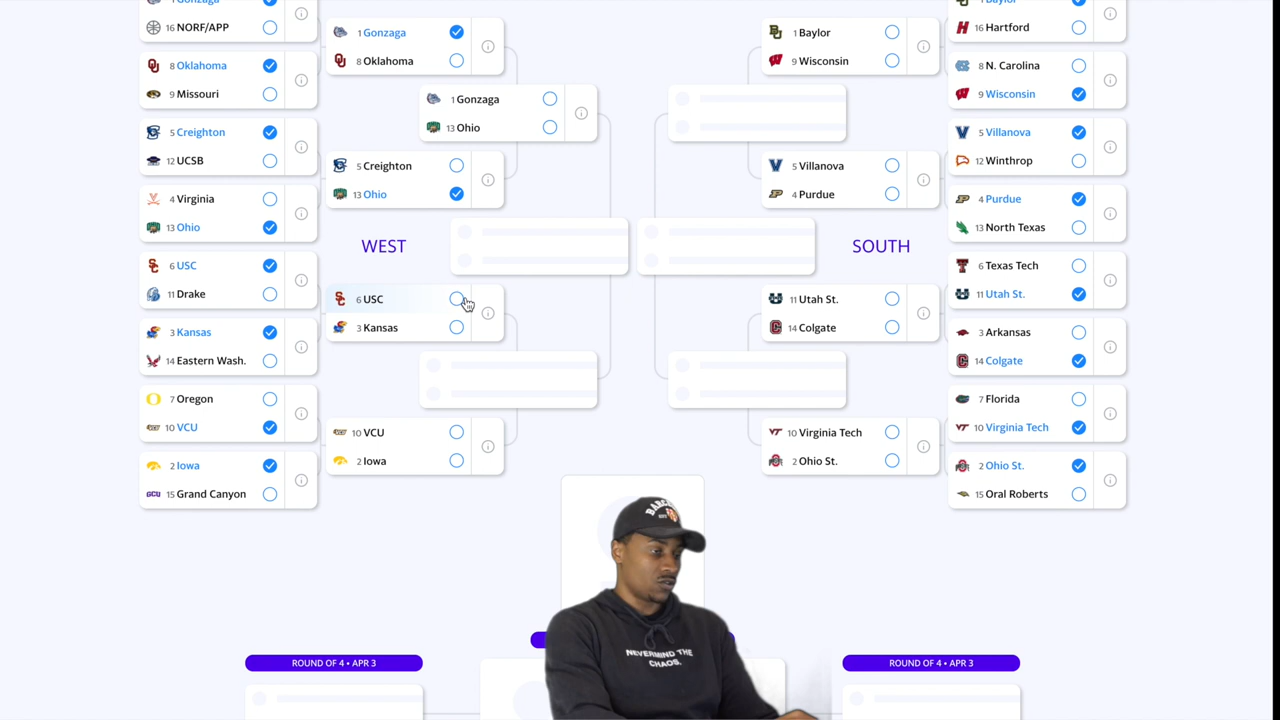 1 Gonzaga
16 NORF/APP
8 Oklahoma
9 Missouri
5 Creighton
12 UCSB
4 Virginia
13 Ohio
6 USC
11 Drake
3 Kansas
14 Eastern Wash.
7 Oregon
10 VCU
2 Iowa
GCU 15 Grand Canyon
1 Gonzaga
8 Oklahoma
5 Creighton
13 Ohio
6 USC
3 Kansas
10 VCU
2 Iowa
1 Gonzaga
13 Ohio
WEST
SOUTH
1 Baylor
9 Wisconsin
5 Villanova
4 Purdue
11 Utah St.
14 Colgate
10 Virginia Tech
2 Ohio St.
1 Baylor
16 Hartford
8 N. Carolina
9 Wisconsin
5 Villanova
12 Winthrop
4 Purdue
13 North Texas
6 Texas Tech
11 Utah St.
3 Arkansas
14 Colgate
7 Florida
10 Virginia Tech
2 Ohio St.
15 Oral Roberts
NEVERMIND THE
CHAOS.
ROUND OF 4 • APR 3
ROUND OF 4 • APR 3